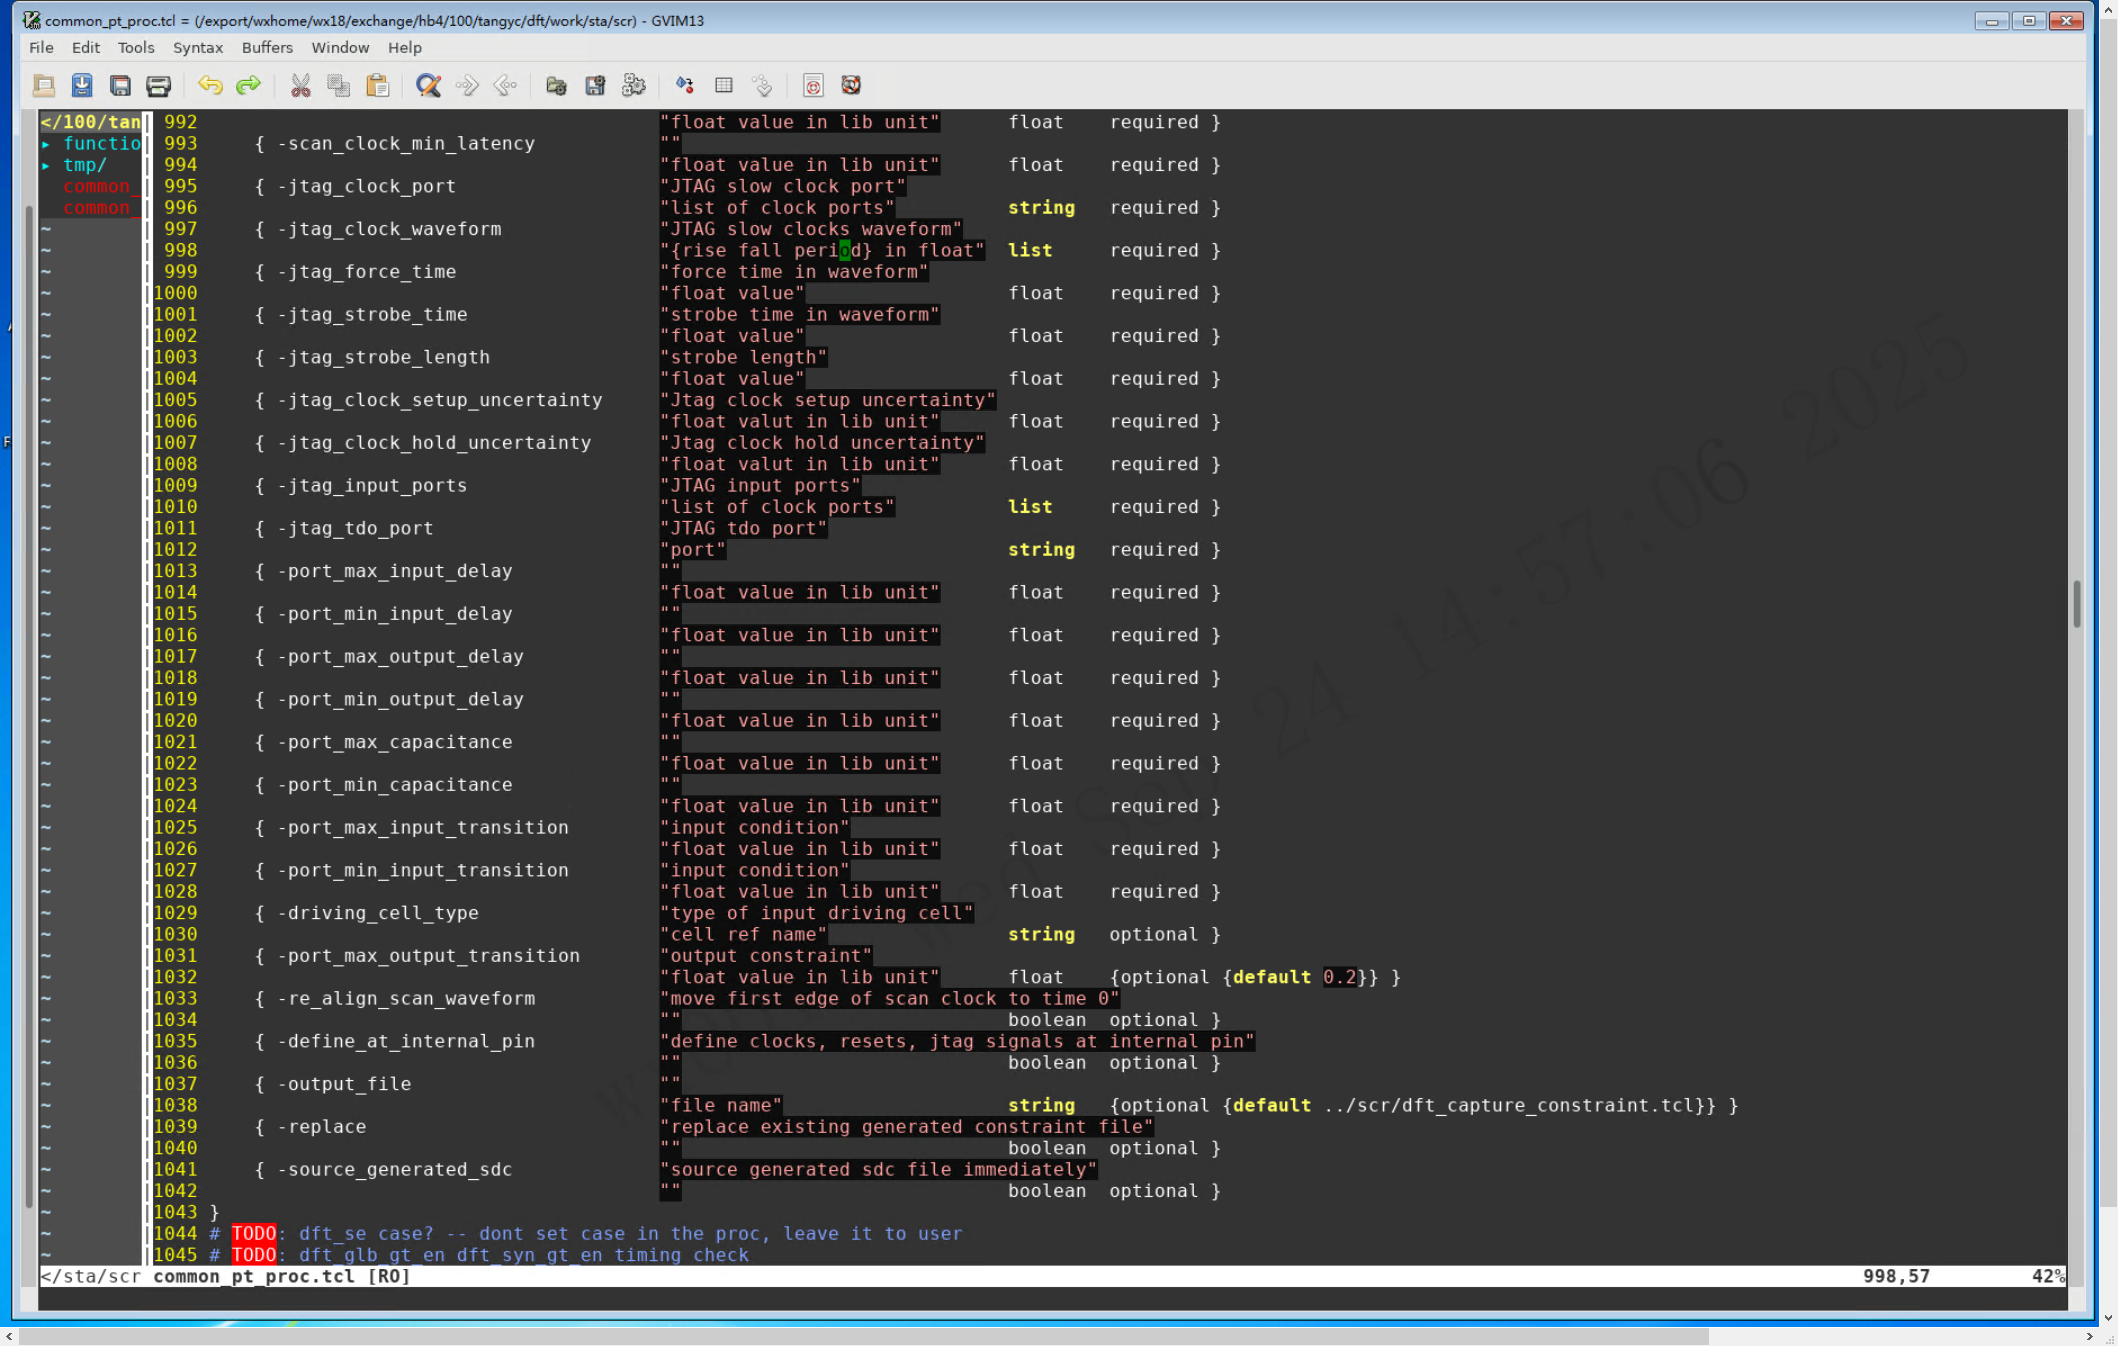 common_pt_proc.tcl = (/export/wxhome/wx18/exchange/hb4/100/tangyc/dft/work/sta/scr) - GVIM13
File Edit Tools Syntax Buffers Window Help
</100/tan 992 "float value in lib unit" float required }
▸ functio 993 { -scan_clock_min_latency ""
▸ tmp/ 994 "float value in lib unit" float required }
common_ 995 { -jtag_clock_port "JTAG slow clock port"
common_ 996 "list of clock ports" string required }
~ 997 { -jtag_clock_waveform "JTAG slow clocks waveform"
~ 998 "{rise fall period} in float" list required }
~ 999 { -jtag_force_time "force time in waveform"
~ 1000 "float value" float required }
~ 1001 { -jtag_strobe_time "strobe time in waveform"
~ 1002 "float value" float required }
~ 1003 { -jtag_strobe_length "strobe length"
~ 1004 "float value" float required }
~ 1005 { -jtag_clock_setup_uncertainty "Jtag clock setup uncertainty"
~ 1006 "float valut in lib unit" float required }
~ 1007 { -jtag_clock_hold_uncertainty "Jtag clock hold uncertainty"
~ 1008 "float valut in lib unit" float required }
~ 1009 { -jtag_input_ports "JTAG input ports"
~ 1010 "list of clock ports" list required }
~ 1011 { -jtag_tdo_port "JTAG tdo port"
~ 1012 "port" string required }
~ 1013 { -port_max_input_delay ""
~ 1014 "float value in lib unit" float required }
~ 1015 { -port_min_input_delay ""
~ 1016 "float value in lib unit" float required }
~ 1017 { -port_max_output_delay ""
~ 1018 "float value in lib unit" float required }
~ 1019 { -port_min_output_delay ""
~ 1020 "float value in lib unit" float required }
~ 1021 { -port_max_capacitance ""
~ 1022 "float value in lib unit" float required }
~ 1023 { -port_min_capacitance ""
~ 1024 "float value in lib unit" float required }
~ 1025 { -port_max_input_transition "input condition"
~ 1026 "float value in lib unit" float required }
~ 1027 { -port_min_input_transition "input condition"
~ 1028 "float value in lib unit" float required }
~ 1029 { -driving_cell_type "type of input driving cell"
~ 1030 "cell ref name" string optional }
~ 1031 { -port_max_output_transition "output constraint"
~ 1032 "float value in lib unit" float {optional {default 0.2}} }
~ 1033 { -re_align_scan_waveform "move first edge of scan clock to time 0"
~ 1034 "" boolean optional }
~ 1035 { -define_at_internal_pin "define clocks, resets, jtag signals at internal pin"
~ 1036 "" boolean optional }
~ 1037 { -output_file ""
~ 1038 "file name" string {optional {default ../scr/dft_capture_constraint.tcl}} }
~ 1039 { -replace "replace existing generated constraint file"
~ 1040 "" boolean optional }
~ 1041 { -source_generated_sdc "source generated sdc file immediately"
~ 1042 "" boolean optional }
~ 1043 }
~ 1044 # TODO: dft_se case? -- dont set case in the proc, leave it to user
~ 1045 # TODO: dft_glb_gt_en dft_syn_gt_en timing check
</sta/scr common_pt_proc.tcl [RO] 998,57 42%
Wed Sep 24 14:57:06 2025